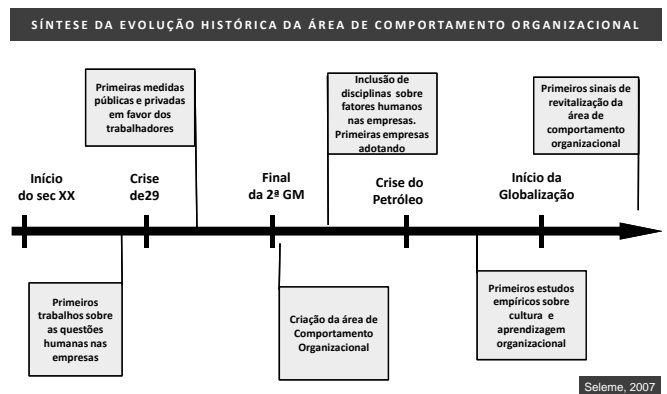 SÍNTESE DA EVOLUÇÃO HISTÓRICA DA ÁREA DE COMPORTAMENTO ORGANIZACIONAL
Primeiras medidas
públicas e privadas
em favor dos
trabalhadores
Inclusão de
disciplinas sobre
fatores humanos
nas empresas.
Primeiras empresas
adotando
Primeiros sinais de
revitalização da
área de
comportamento
organizacional
Início
do sec XX
Crise
de29
Final
da 2ª GM
Crise do
Petróleo
Início da
Globalização
Primeiros
trabalhos sobre
as questões
humanas nas
empresas
Criação da área de
Comportamento
Organizacional
Primeiros estudos
empíricos sobre
cultura e
aprendizagem
organizacional
Seleme, 2007